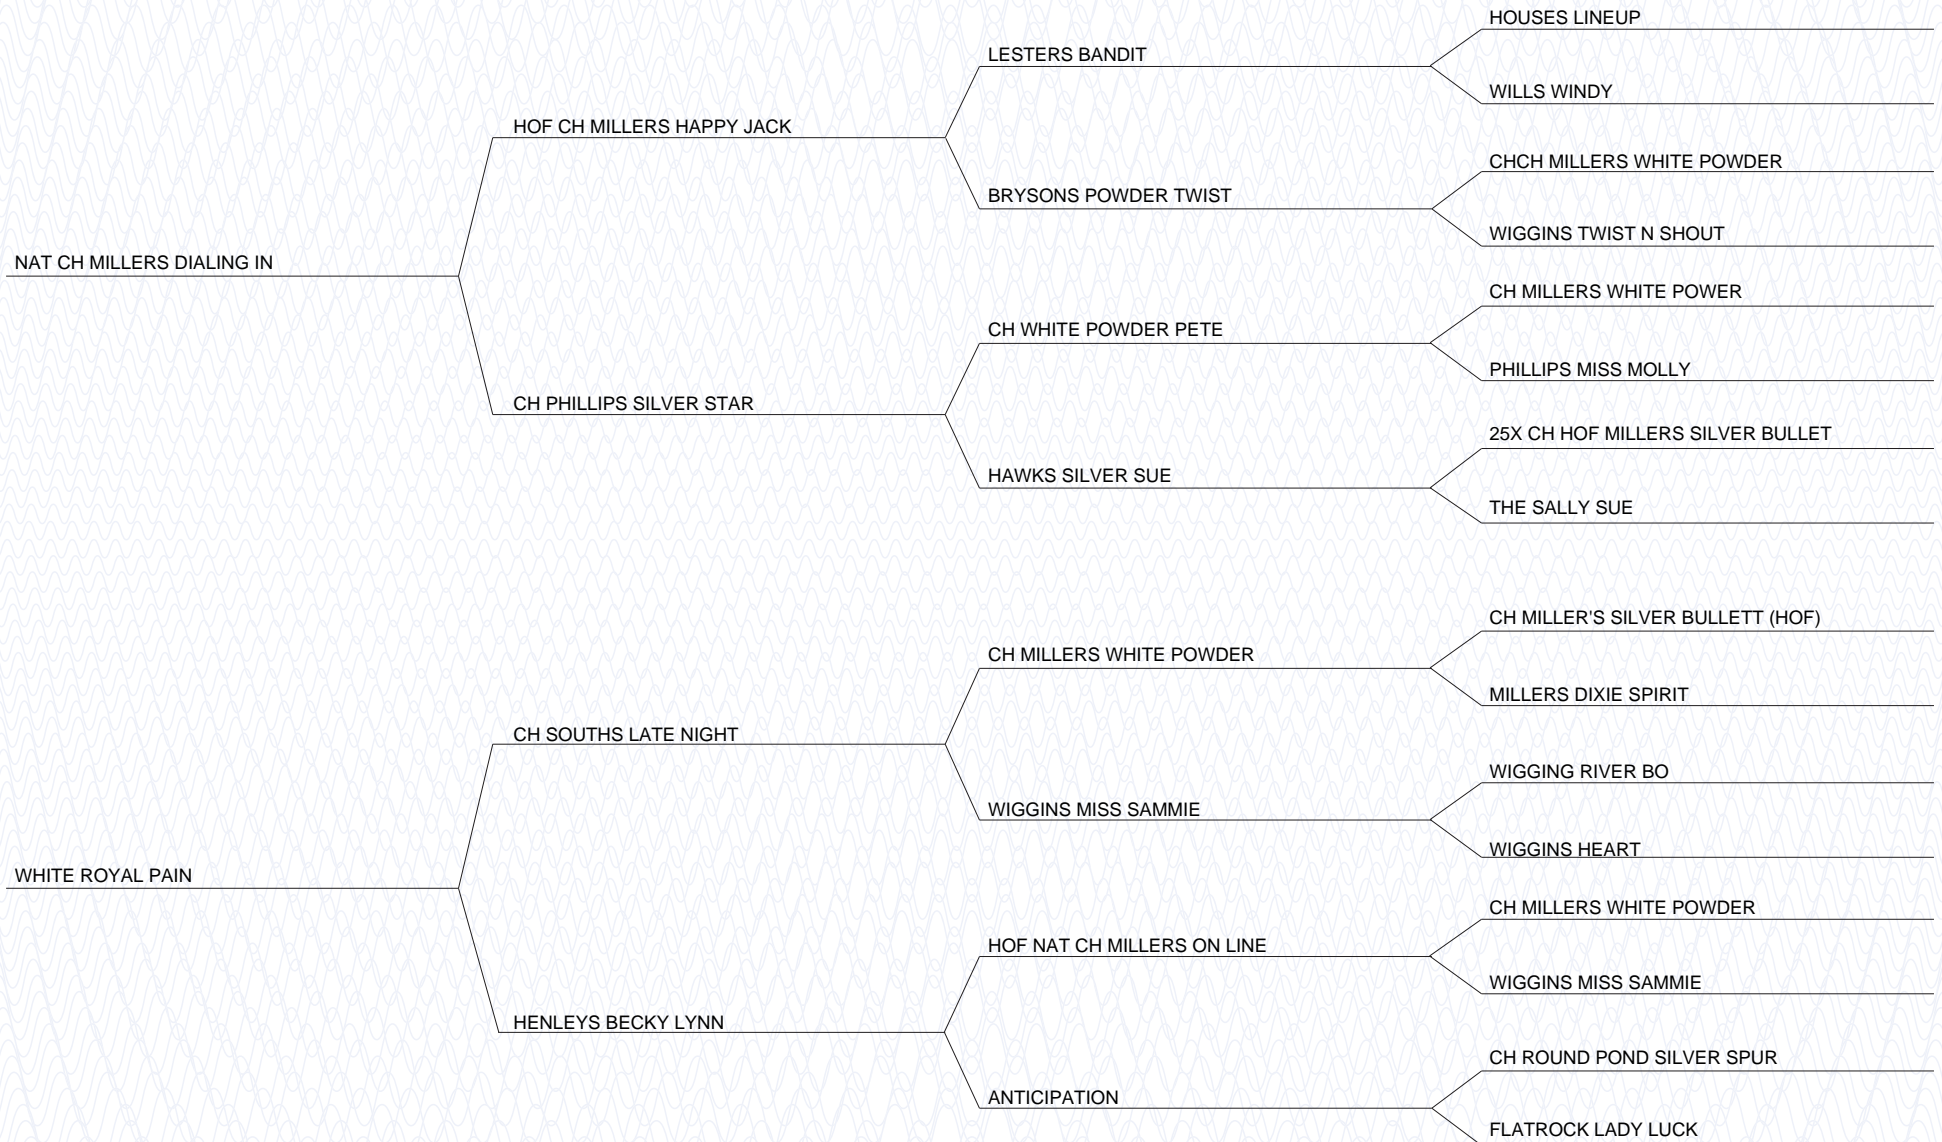 HOUSES LINEUP
LESTERS BANDIT
WILLS WINDY
HOF CH MILLERS HAPPY JACK
CHCH MILLERS WHITE POWDER
BRYSONS POWDER TWIST
WIGGINS TWIST N SHOUT
NAT CH MILLERS DIALING IN
CH MILLERS WHITE POWER
CH WHITE POWDER PETE
PHILLIPS MISS MOLLY
CH PHILLIPS SILVER STAR
25X CH HOF MILLERS SILVER BULLET
HAWKS SILVER SUE
THE SALLY SUE
CH MILLER'S SILVER BULLETT (HOF)
CH MILLERS WHITE POWDER
MILLERS DIXIE SPIRIT
CH SOUTHS LATE NIGHT
WIGGING RIVER BO
WIGGINS MISS SAMMIE
WIGGINS HEART
WHITE ROYAL PAIN
CH MILLERS WHITE POWDER
HOF NAT CH MILLERS ON LINE
WIGGINS MISS SAMMIE
HENLEYS BECKY LYNN
CH ROUND POND SILVER SPUR
ANTICIPATION
FLATROCK LADY LUCK